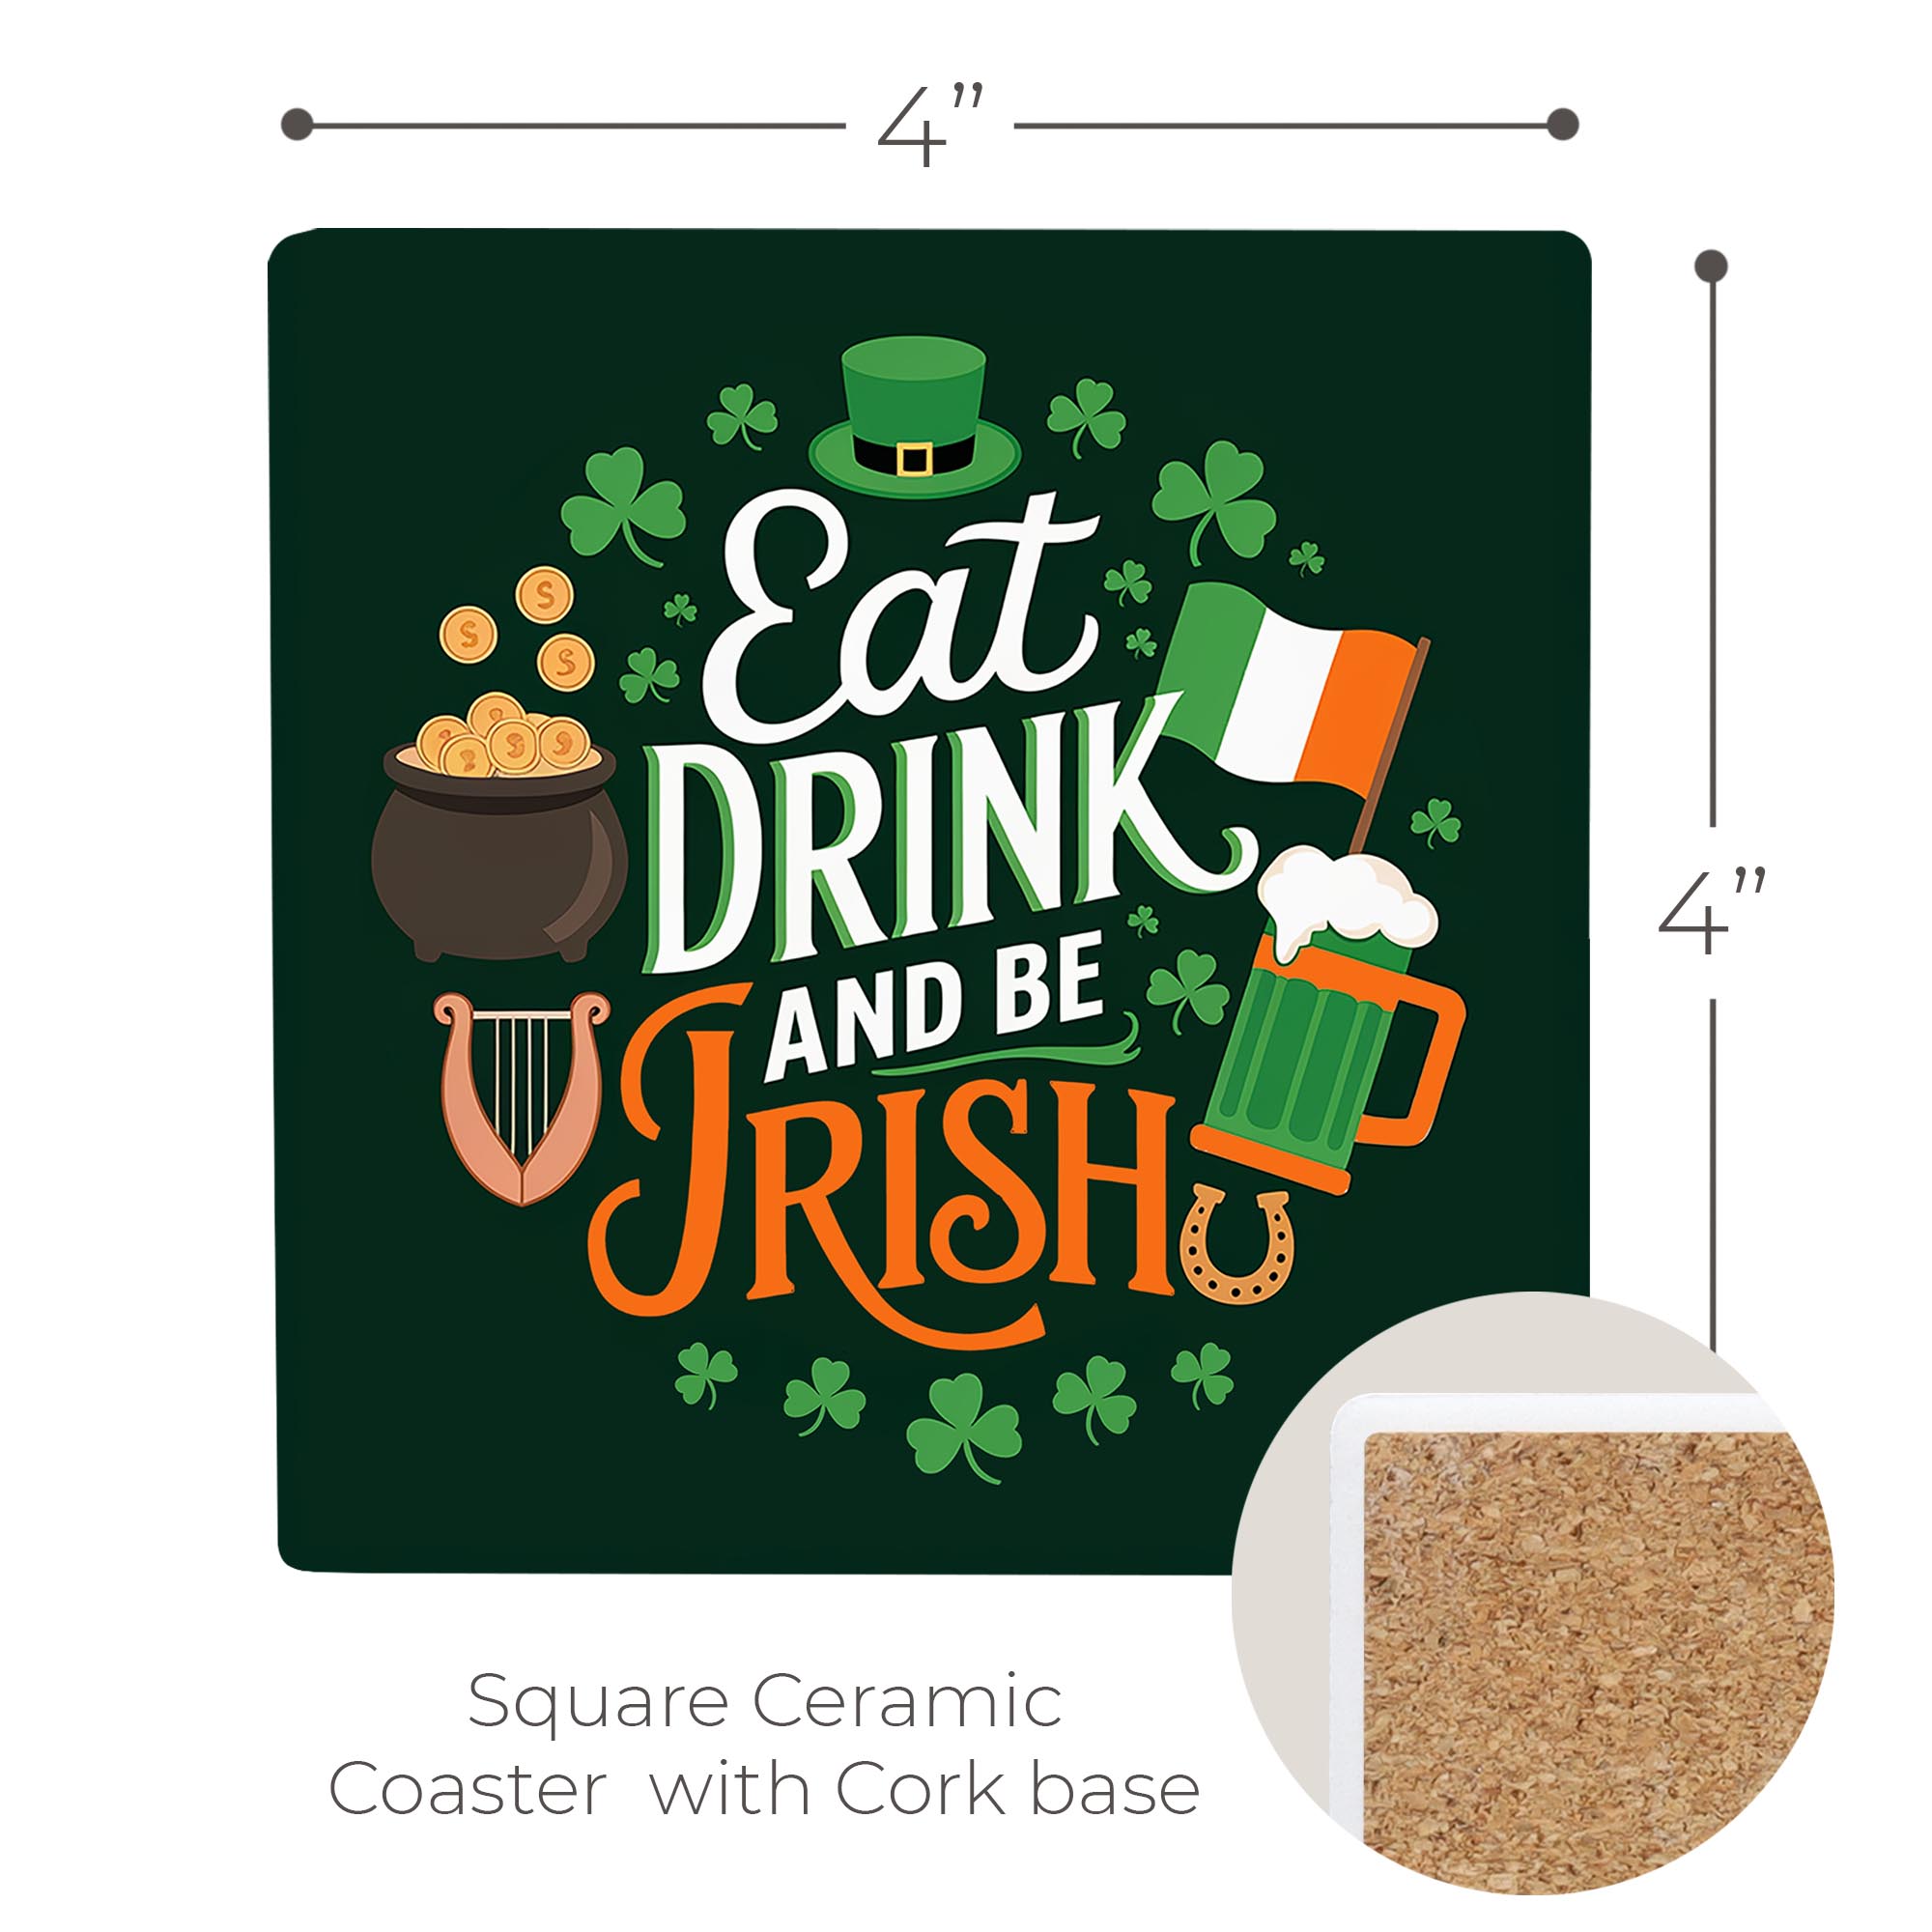 4”
Eat
DRINK
AND BE
IRISH
4”
Square Ceramic
Coaster with Cork base